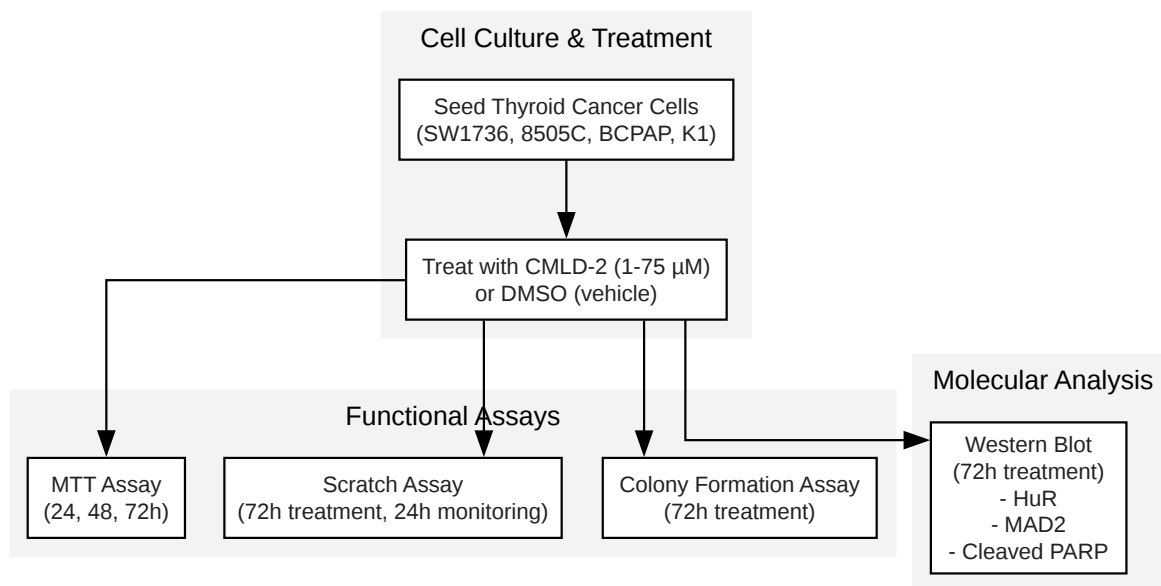 Cell Culture & Treatment
Seed Thyroid Cancer Cells
(SW1736, 8505C, BCPAP, K1)
Treat with CMLD-2 (1-75 µM)
or DMSO (vehicle)
Functional Assays
MTT Assay
(24, 48, 72h)
Scratch Assay
(72h treatment, 24h monitoring)
Colony Formation Assay
(72h treatment)
Molecular Analysis
Western Blot
(72h treatment)
- HuR
- MAD2
- Cleaved PARP